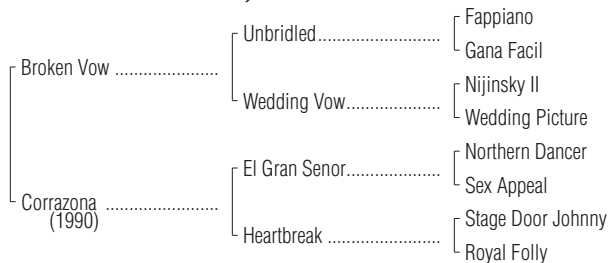 Fappiano
Unbridled
Gana Facil
Broken Vow
Nijinsky II
Wedding Vow
Wedding Picture
Northern Dancer
El Gran Senor
Sex Appeal
Corrazona
(1990)
Stage Door Johnny
Heartbreak
Royal Folly